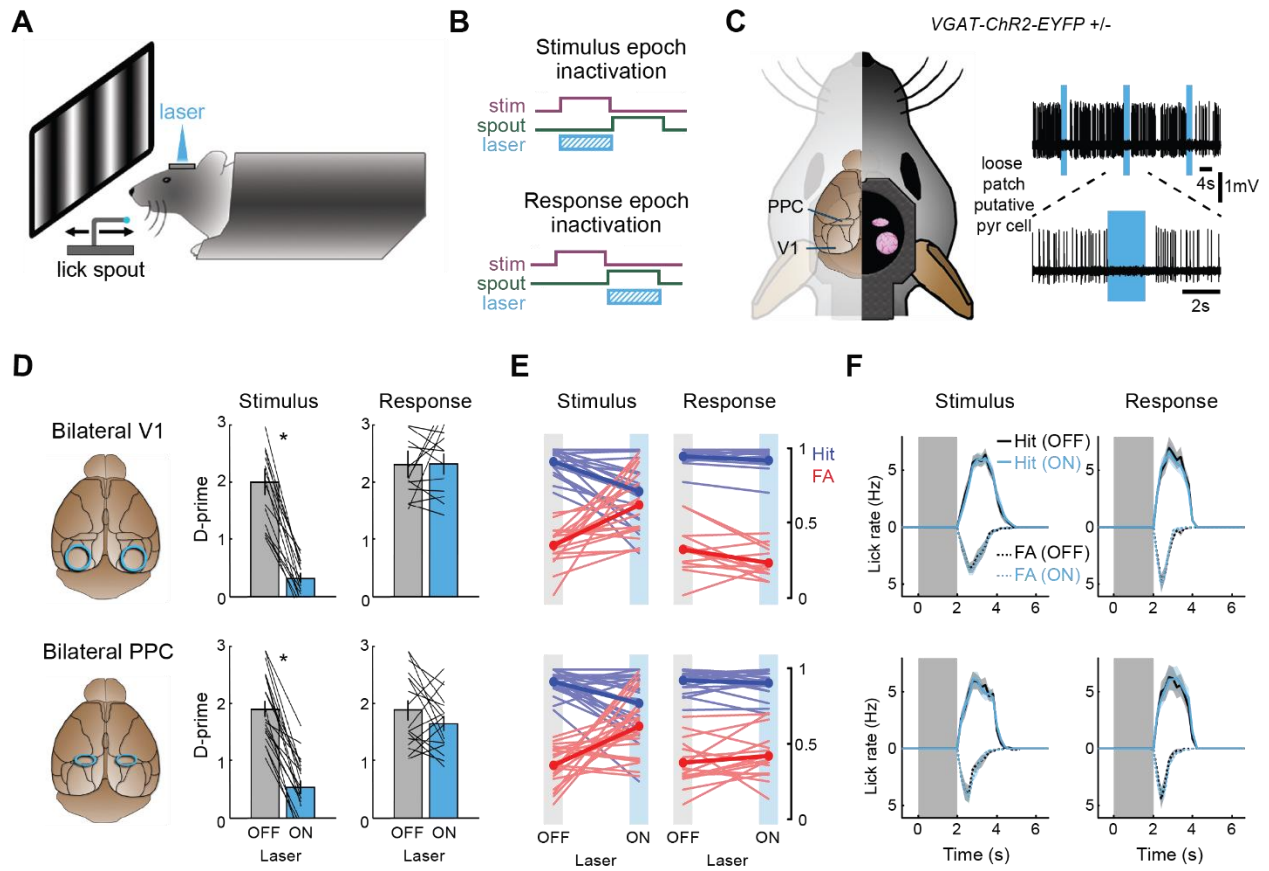 A
laser
lick spout
B
Stimulus epoch
inactivation
stim
spout
laser
Response epoch
inactivation
stim
spout
laser
C
VGAT-ChR2-EYFP +/-
PPC
V1
loose
patch
putative
pyr cell
4s
1mV
2s
D
Stimulus
Response
Bilateral V1
D-prime
3
2
1
0
*
3
2
1
0
Bilateral PPC
D-prime
3
2
1
0
*
3
2
1
0
OFF ON
Laser
OFF ON
Laser
E
Stimulus
Response
Hit
FA
1
0.5
0
1
0.5
0
OFF
ON
Laser
OFF
ON
Laser
F
Stimulus
Response
Lick rate (Hz)
5
0
5
Hit (OFF)
Hit (ON)
FA (OFF)
FA (ON)
0 2 4 6
5
0
5
0 2 4 6
Lick rate (Hz)
5
0
5
0 2 4 6
Time (s)
5
0
5
0 2 4 6
Time (s)